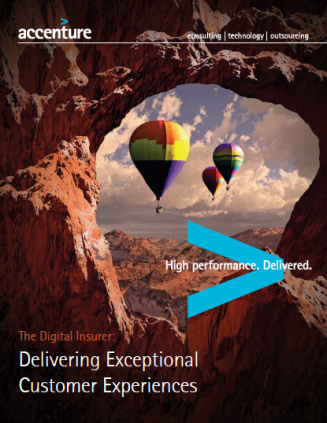 accenture
consulting | technology | outsourcing
High performance. Delivered.
The Digital Insurer:
Delivering Exceptional
Customer Experiences